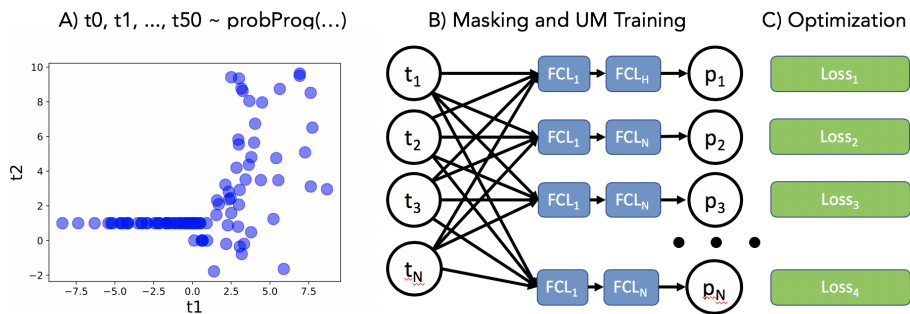 A) t0, t1, ..., t50 ~ probProg(...)
10
8
6
4
2
0
−2
t2
−7.5 −5.0 −2.5 0.0 2.5 5.0 7.5
t1
B) Masking and UM Training
t1 FCL1 FCLH p1
t2 FCL1 FCLN p2
t3 FCL1 FCLN p3
tN FCL1 FCLN pN
C) Optimization
Loss1
Loss2
Loss3
Loss4